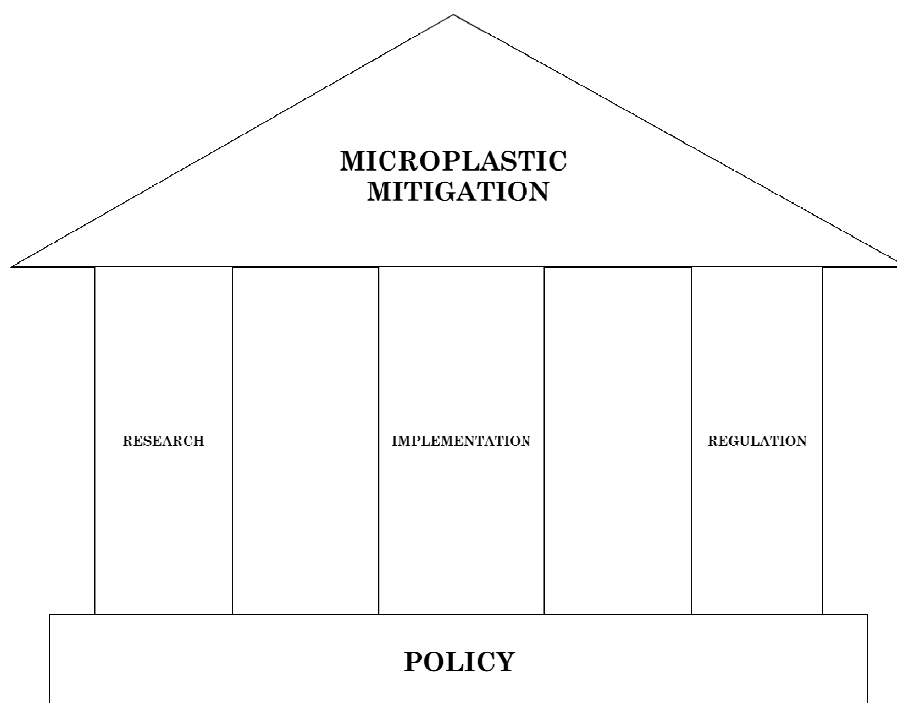 MICROPLASTIC
MITIGATION
RESEARCH
IMPLEMENTATION
REGULATION
POLICY